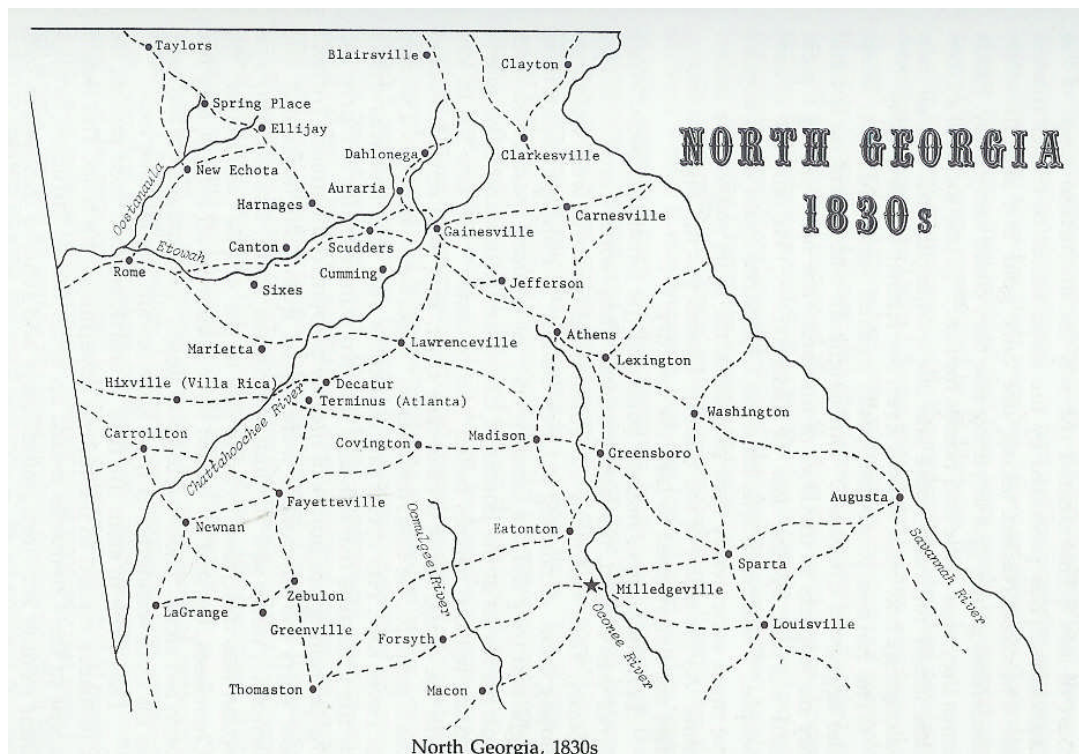 Taylors
Blairsville
Clayton
Spring Place
Ellijay
NORTH GEORGIA
1830s
Dahlonega
Clarkesville
New Echota
Auraria
Oostanaula
Harnages
Carnesville
Etowah
Canton
Scudders
Gainesville
Rome
Cumming
Sixes
Jefferson
Athens
Marietta
Lawrenceville
Lexington
Hixville (Villa Rica)
Decatur
Terminus (Atlanta)
Washington
Carrollton
Chattahoochee River
Covington
Madison
Greensboro
Fayetteville
Augusta
Newnan
Ocmulgee River
Eatonton
Savannah River
Sparta
Zebulon
Milledgeville
LaGrange
Greenville
Oconee River
Forsyth
Louisville
Thomaston
Macon
North Georgia, 1830s